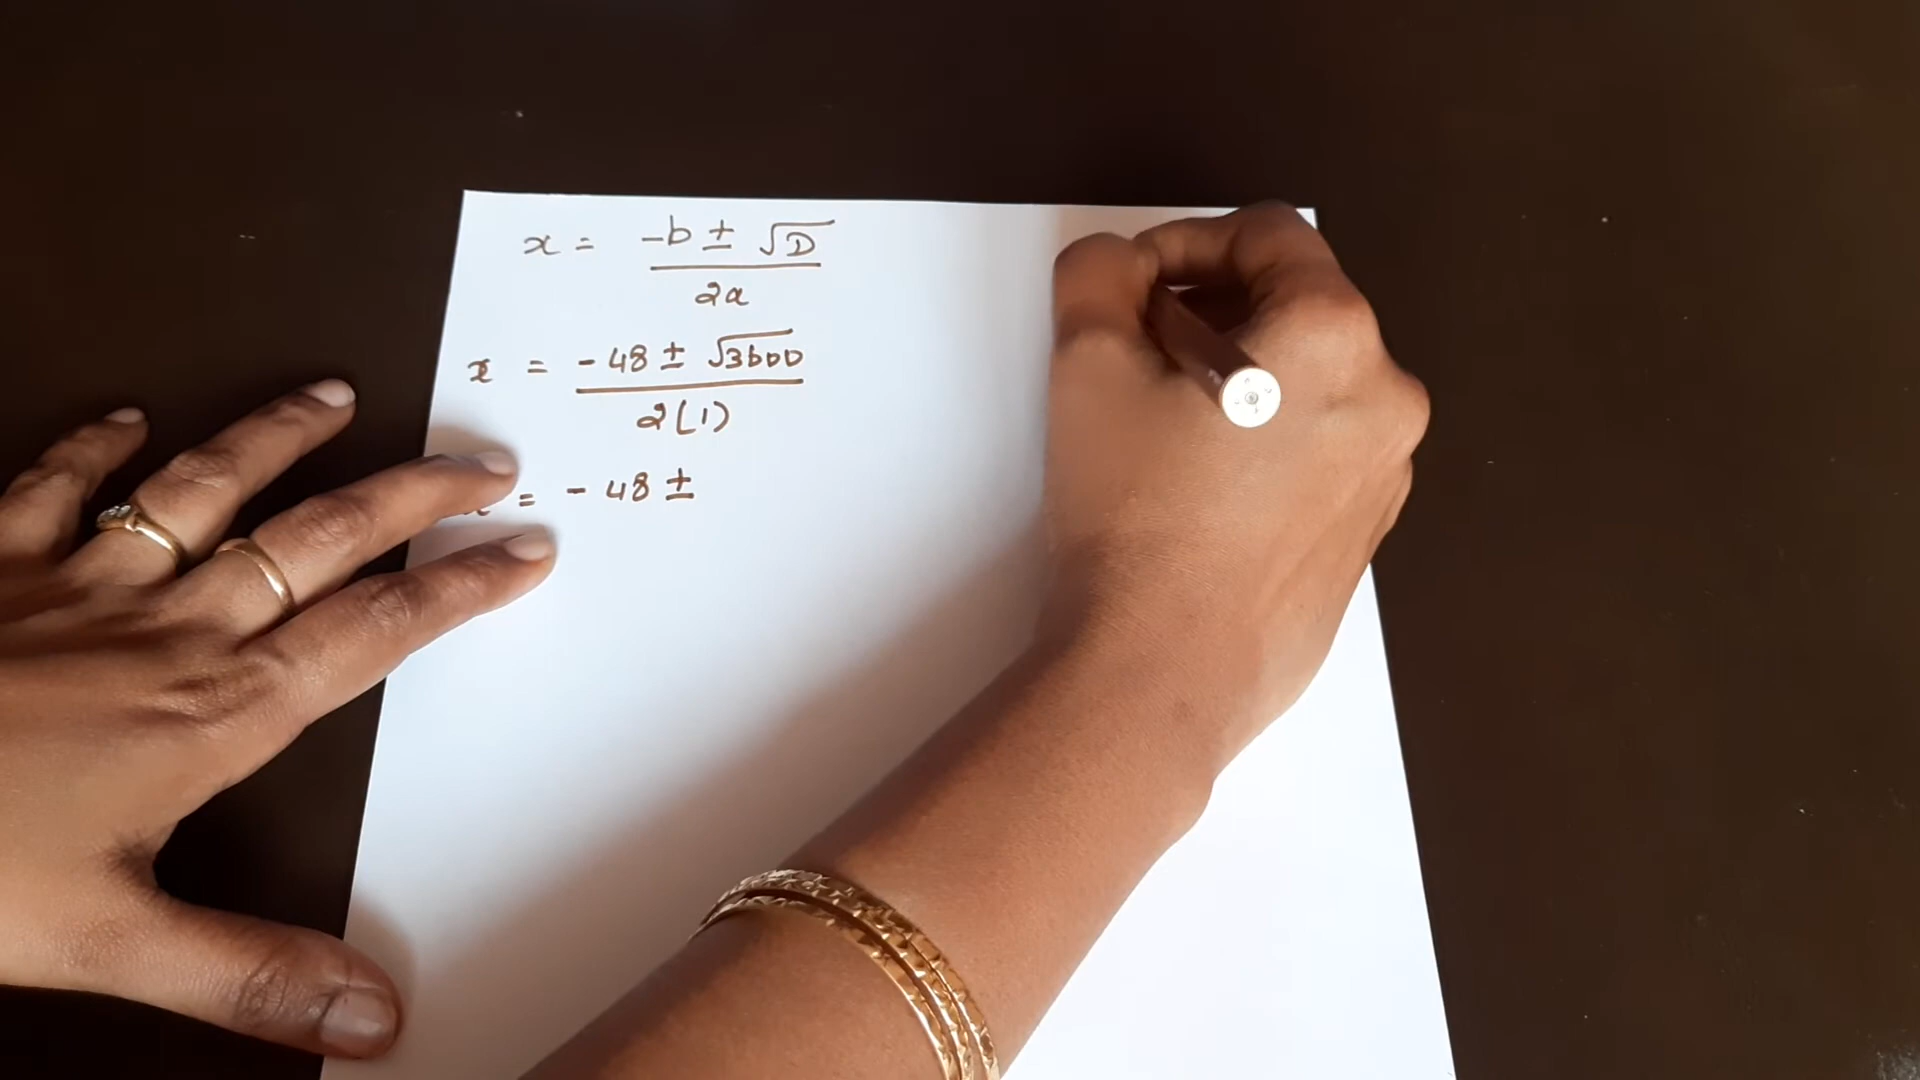 x = -b ± √D
2a
x = -48 ± √3600
2(1)
x = -48 ±